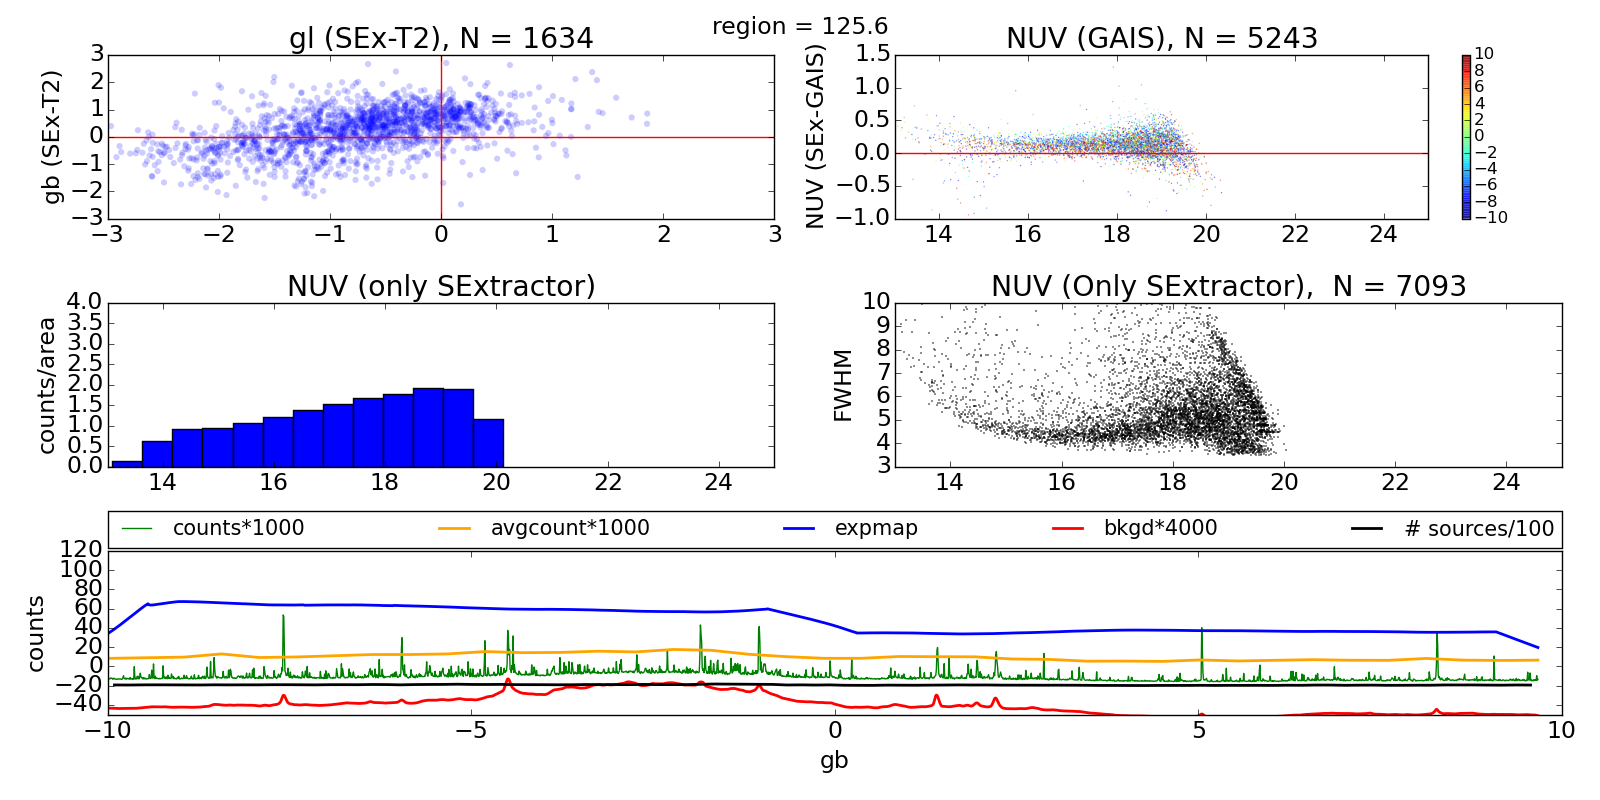 region = 125.6
gl (SEx-T2), N = 1634
gb (SEx-T2)
3
2
1
0
−1
−2
−3
−3 −2 −1 0 1 2 3
NUV (GAIS), N = 5243
NUV (SEx-GAIS)
1.5
1.0
0.5
0.0
−0.5
−1.0
14 16 18 20 22 24
10
8
6
4
2
0
−2
−4
−6
−8
−10
NUV (only SExtractor)
counts/area
4.0
3.5
3.0
2.5
2.0
1.5
1.0
0.5
0.0
14 16 18 20 22 24
NUV (Only SExtractor),  N = 7093
FWHM
10
9
8
7
6
5
4
3
14 16 18 20 22 24
counts*1000 avgcount*1000 expmap bkgd*4000 # sources/100
counts
120
100
80
60
40
20
0
−20
−40
−10 −5 0 5 10
gb